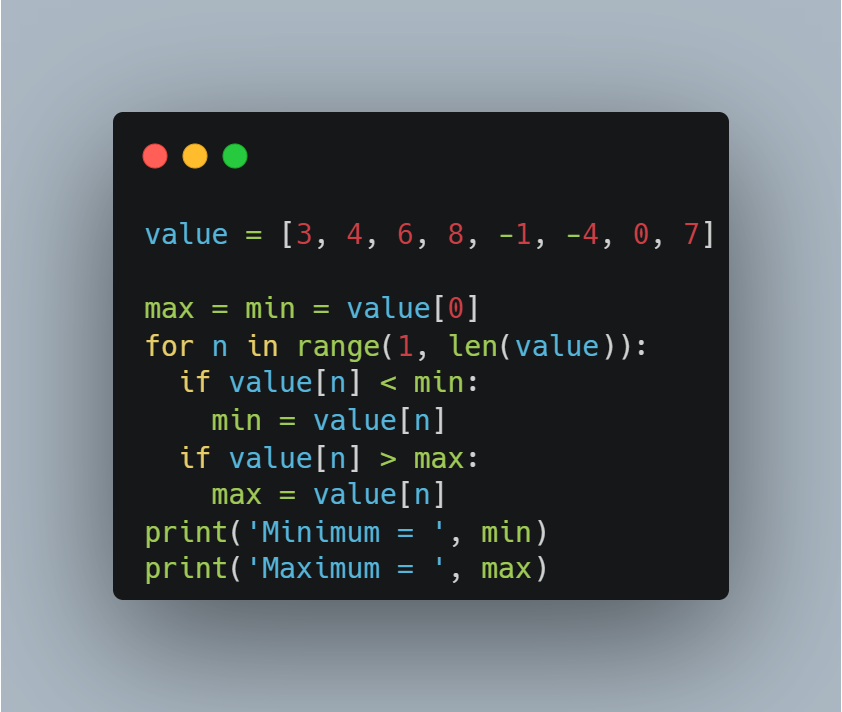 value = [3, 4, 6, 8, -1, -4, 0, 7]

max = min = value[0]
for n in range(1, len(value)):
  if value[n] < min:
    min = value[n]
  if value[n] > max:
    max = value[n]
print('Minimum = ', min)
print('Maximum = ', max)